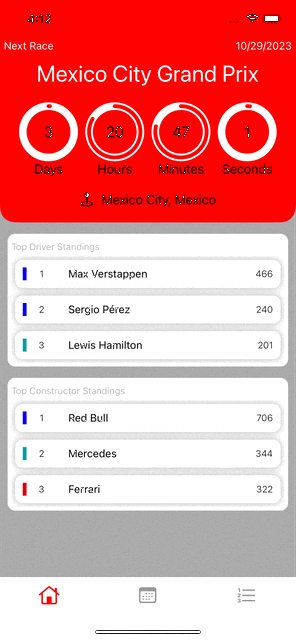 4:12
Next Race 10/29/2023
Mexico City Grand Prix
3 20 47 1
Days Hours Minutes Seconds
Mexico City, Mexico
Top Driver Standings
1 Max Verstappen 466
2 Sergio Pérez 240
3 Lewis Hamilton 201
Top Constructor Standings
1 Red Bull 706
2 Mercedes 344
3 Ferrari 322